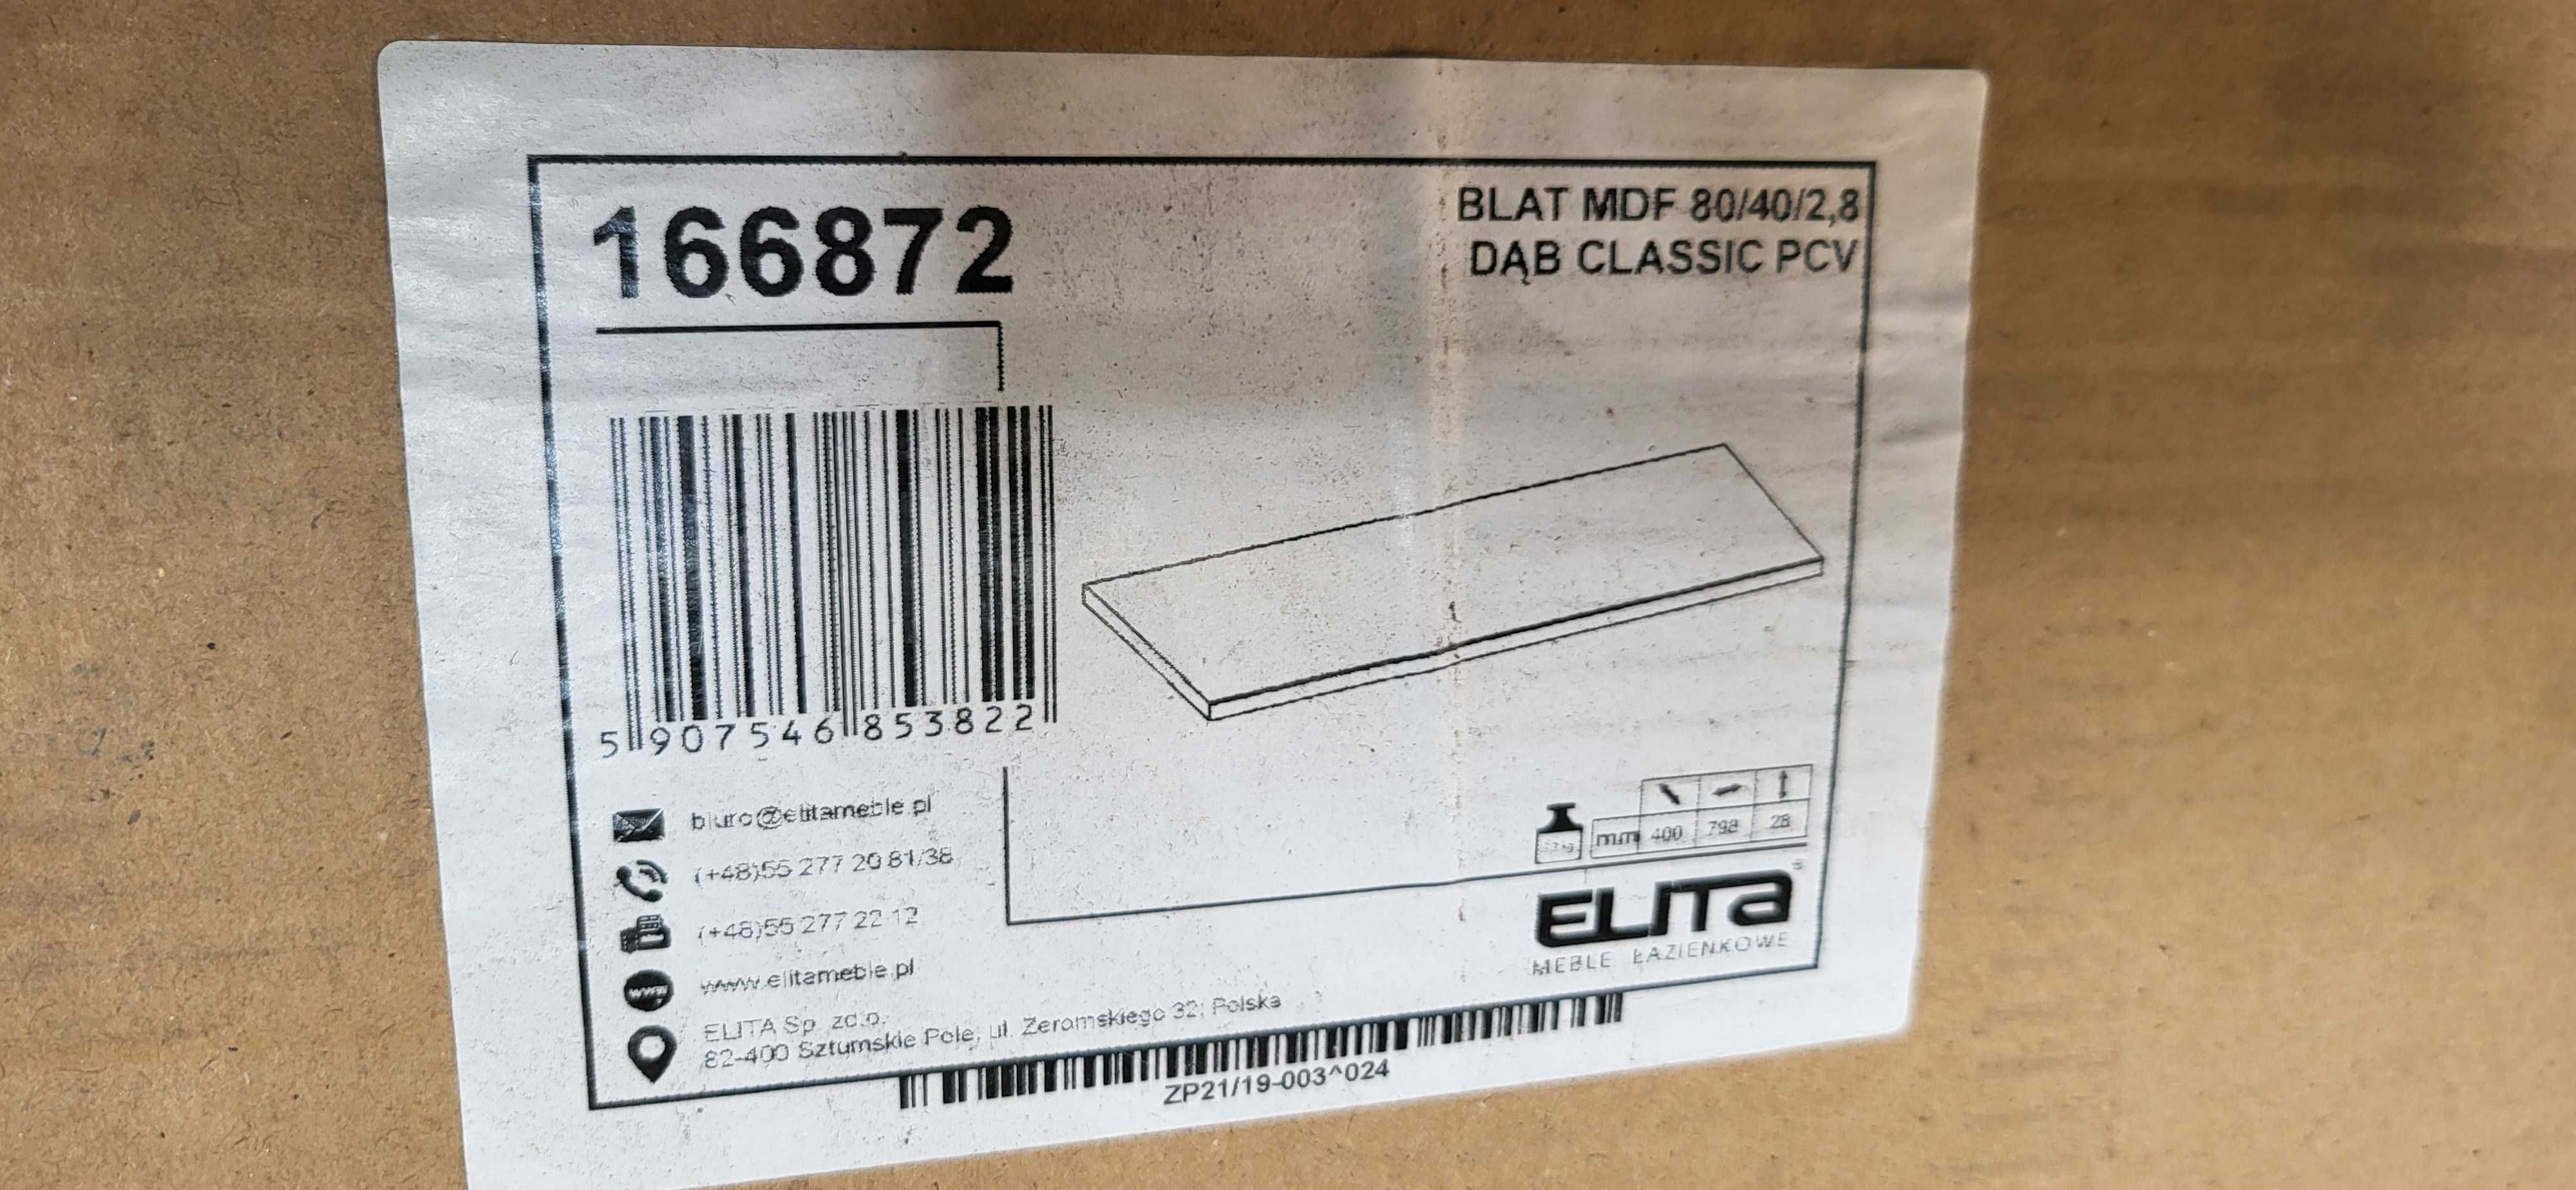 166872
BLAT MDF 80/40/2,8
DĄB CLASSIC PCV
5 907546 853822
biuro@elitameble.pl
(+48)55 277 20 81/38
(+48)55 277 22 12
www.elitameble.pl
ELITA Sp. z o.o.
82-400 Sztumskie Pole, ul. Żeromskiego 32; Polska
mm 400 798 28
ELITA®
MEBLE ŁAZIENKOWE
ZP21/19-003^024